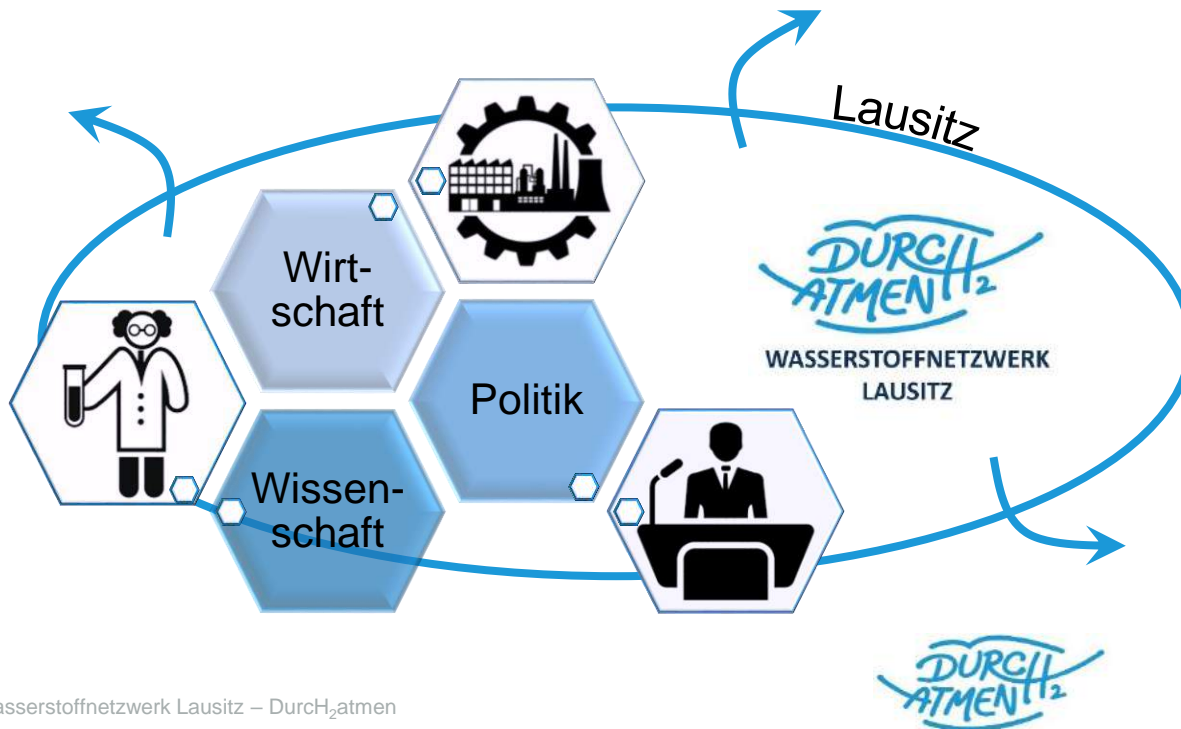 Lausitz
Wirt-
schaft
Politik
Wissen-
schaft
DURCH2
ATMEN
WASSERSTOFFNETZWERK
LAUSITZ
DURCH2
ATMEN
asserstoffnetzwerk Lausitz – DurcH₂atmen